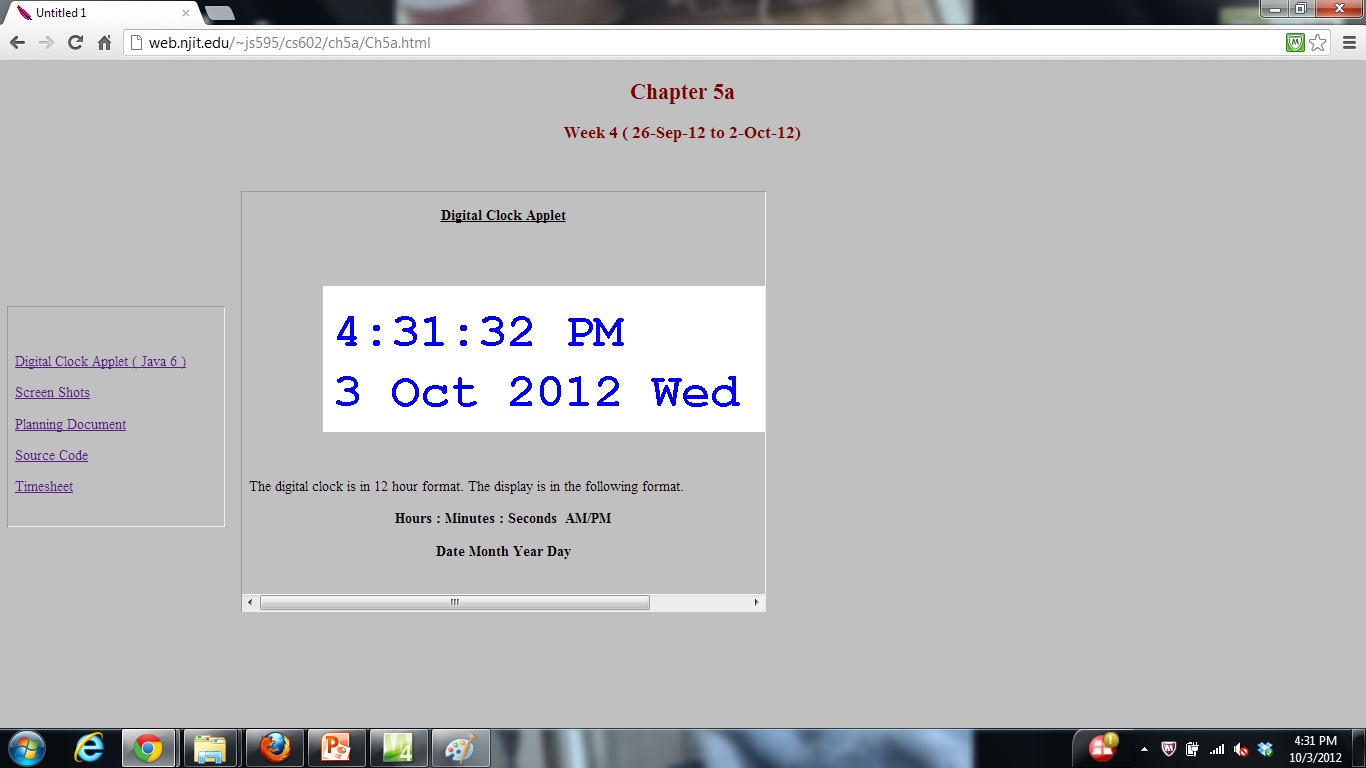 Untitled 1
web.njit.edu/~js595/cs602/ch5a/Ch5a.html
Chapter 5a
Week 4 ( 26-Sep-12 to 2-Oct-12)
Digital Clock Applet ( Java 6 )
Screen Shots
Planning Document
Source Code
Timesheet
Digital Clock Applet
4:31:32 PM
3 Oct 2012 Wed
The digital clock is in 12 hour format. The display is in the following format.
Hours : Minutes : Seconds  AM/PM
Date Month Year Day
4:31 PM
10/3/2012